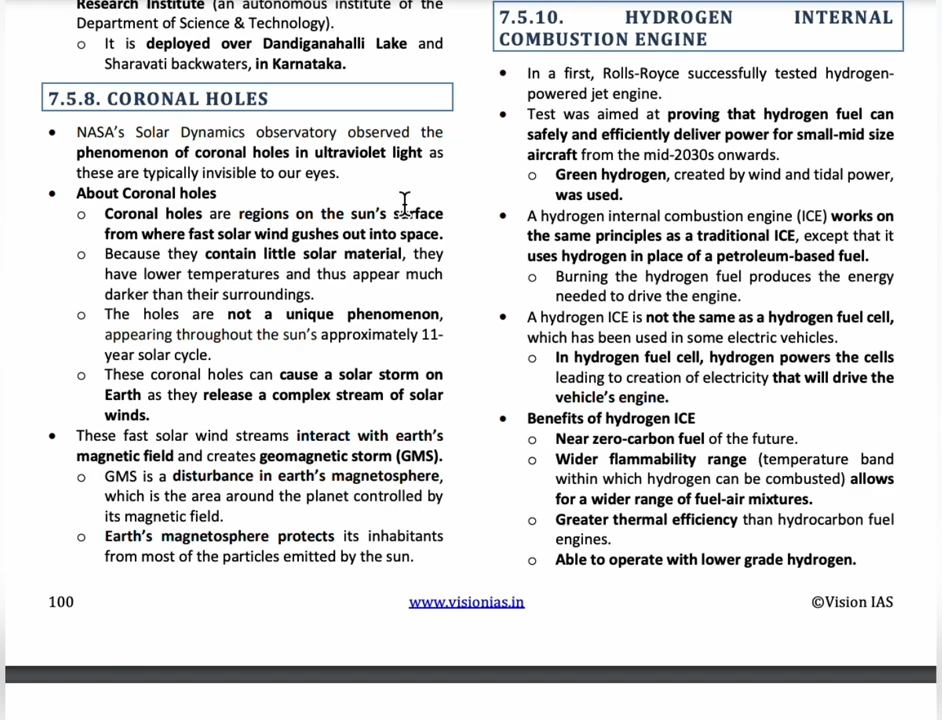 Research Institute (an autonomous institute of the
Department of Science & Technology).
o It is deployed over Dandiganahalli Lake and
Sharavati backwaters, in Karnataka.
7.5.8. CORONAL HOLES
• NASA's Solar Dynamics observatory observed the
phenomenon of coronal holes in ultraviolet light as
these are typically invisible to our eyes.
• About Coronal holes
o Coronal holes are regions on the sun's surface
from where fast solar wind gushes out into space.
o Because they contain little solar material, they
have lower temperatures and thus appear much
darker than their surroundings.
o The holes are not a unique phenomenon,
appearing throughout the sun's approximately 11-
year solar cycle.
o These coronal holes can cause a solar storm on
Earth as they release a complex stream of solar
winds.
• These fast solar wind streams interact with earth's
magnetic field and creates geomagnetic storm (GMS).
o GMS is a disturbance in earth's magnetosphere,
which is the area around the planet controlled by
its magnetic field.
o Earth's magnetosphere protects its inhabitants
from most of the particles emitted by the sun.
7.5.10. HYDROGEN INTERNAL
COMBUSTION ENGINE
• In a first, Rolls-Royce successfully tested hydrogen-
powered jet engine.
• Test was aimed at proving that hydrogen fuel can
safely and efficiently deliver power for small-mid size
aircraft from the mid-2030s onwards.
o Green hydrogen, created by wind and tidal power,
was used.
• A hydrogen internal combustion engine (ICE) works on
the same principles as a traditional ICE, except that it
uses hydrogen in place of a petroleum-based fuel.
o Burning the hydrogen fuel produces the energy
needed to drive the engine.
• A hydrogen ICE is not the same as a hydrogen fuel cell,
which has been used in some electric vehicles.
o In hydrogen fuel cell, hydrogen powers the cells
leading to creation of electricity that will drive the
vehicle's engine.
• Benefits of hydrogen ICE
o Near zero-carbon fuel of the future.
o Wider flammability range (temperature band
within which hydrogen can be combusted) allows
for a wider range of fuel-air mixtures.
o Greater thermal efficiency than hydrocarbon fuel
engines.
o Able to operate with lower grade hydrogen.
100 www.visionias.in ©Vision IAS